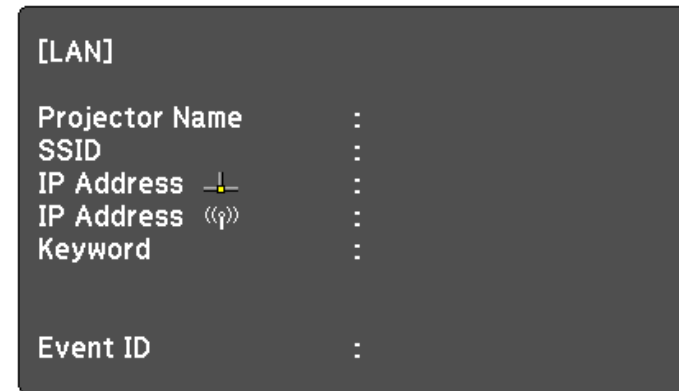 [LAN]
Projector Name :
SSID :
IP Address :
IP Address :
Keyword :
Event ID :